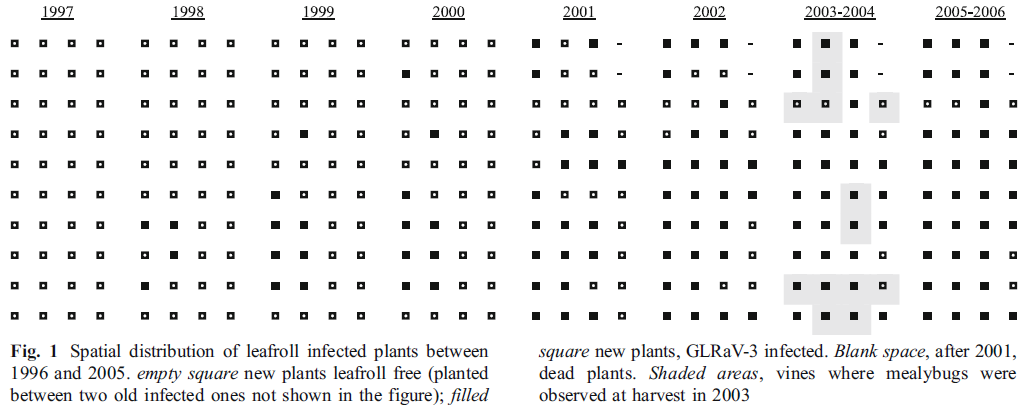 1997 1998 1999 2000 2001 2002 2003-2004 2005-2006
Fig. 1 Spatial distribution of leafroll infected plants between
1996 and 2005. empty square new plants leafroll free (planted
between two old infected ones not shown in the figure); filled
square new plants, GLRaV-3 infected. Blank space, after 2001,
dead plants. Shaded areas, vines where mealybugs were
observed at harvest in 2003